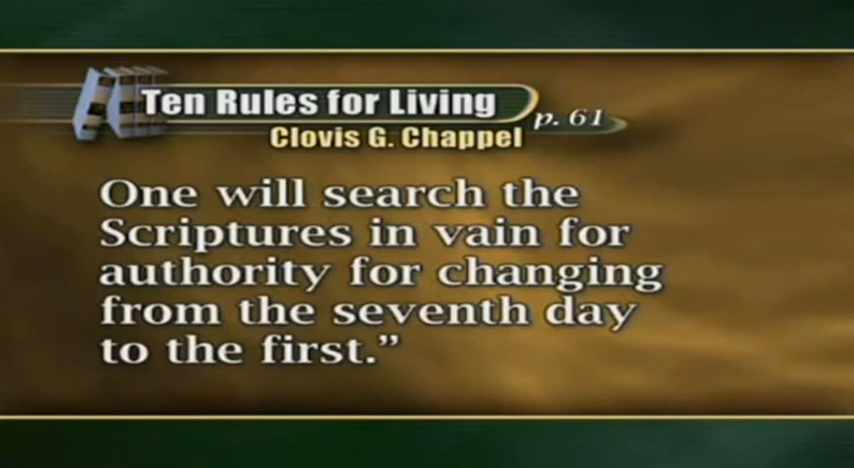 Ten Rules for Living
p. 61
Clovis G. Chappel
One will search the
Scriptures in vain for
authority for changing
from the seventh day
to the first.”